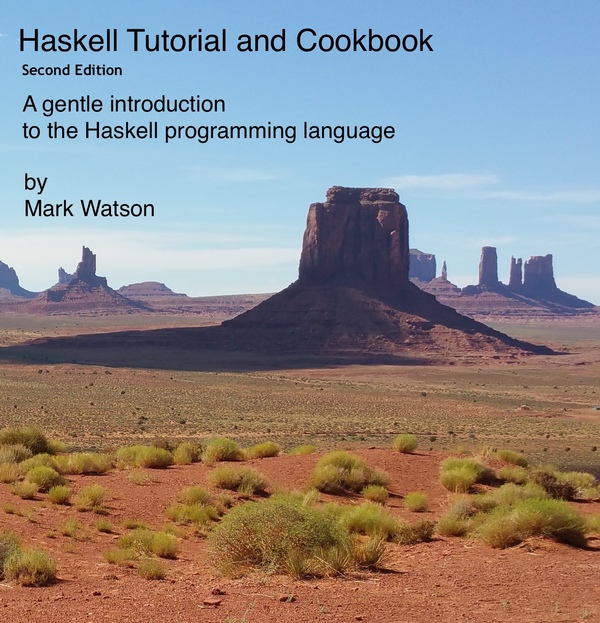 Haskell Tutorial and Cookbook
Second Edition
A gentle introduction
to the Haskell programming language
by
Mark Watson